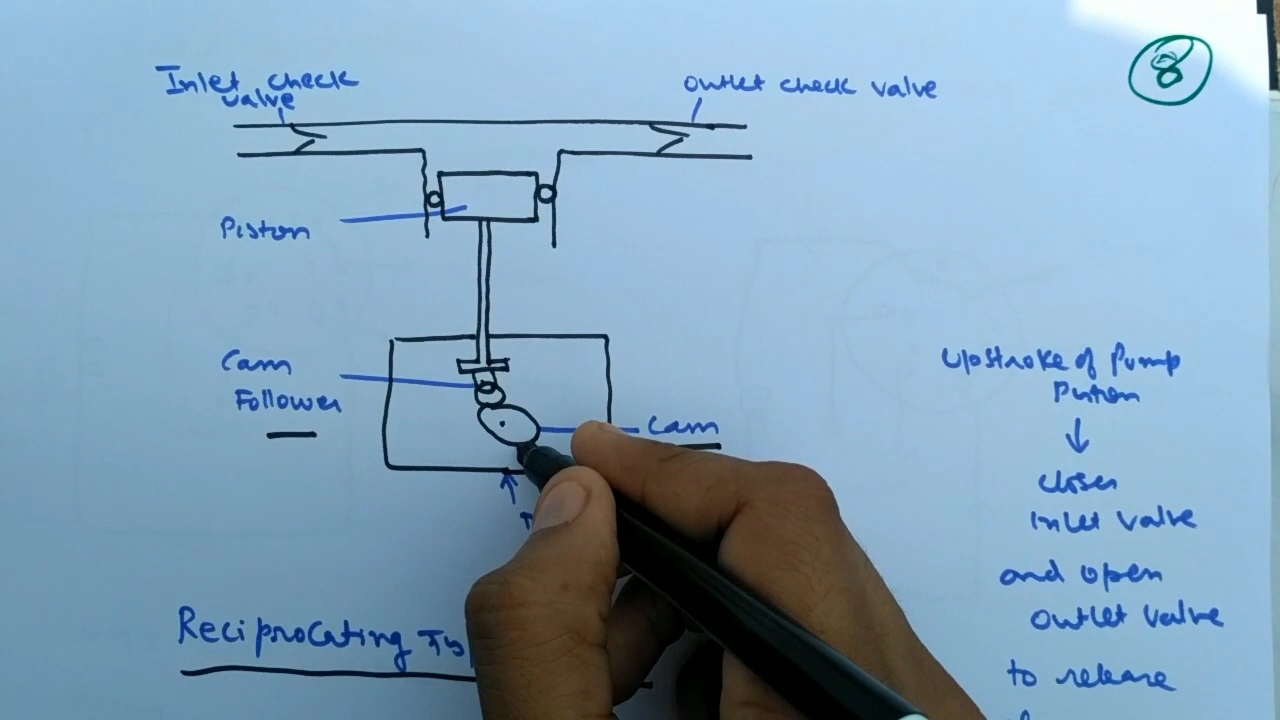 8
Inlet check
valve
outlet check valve
Piston
Cam
Follower
Cam
Upstroke of Pump
Piston
↓
closes
inlet valve
and open
outlet valve
to release
Reciprocating